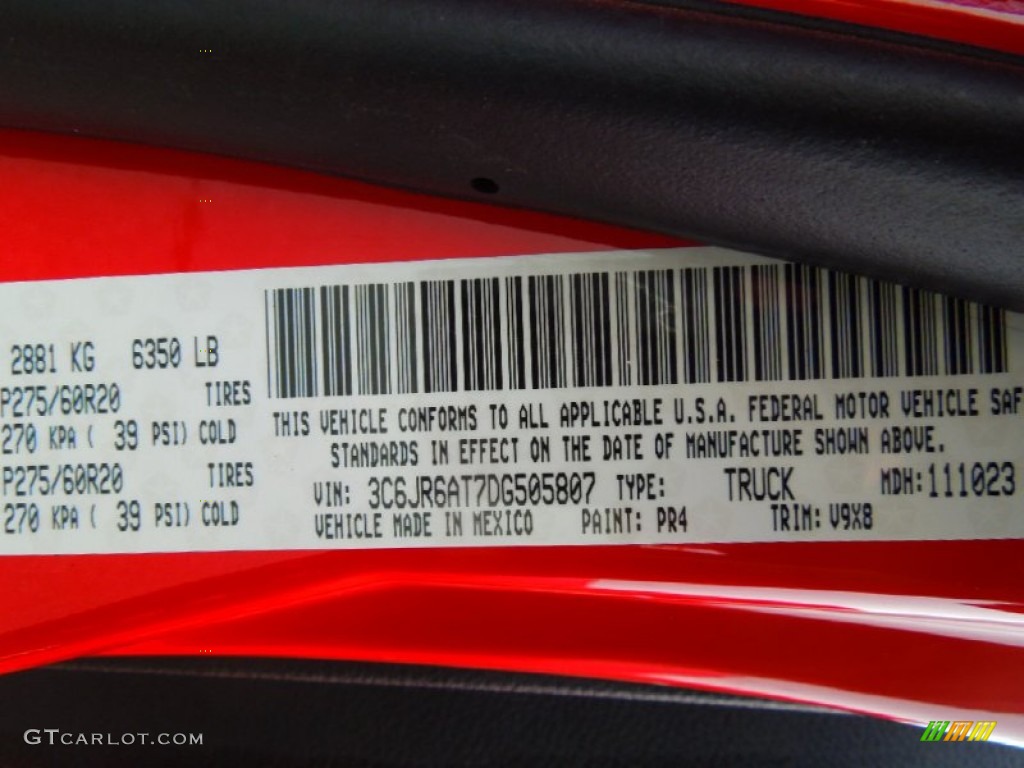 2881 KG 6350 LB
P275/60R20 TIRES
270 KPA ( 39 PSI) COLD
P275/60R20 TIRES
270 KPA ( 39 PSI) COLD
THIS VEHICLE CONFORMS TO ALL APPLICABLE U.S.A. FEDERAL MOTOR VEHICLE SAF
STANDARDS IN EFFECT ON THE DATE OF MANUFACTURE SHOWN ABOVE.
VIN: 3C6JR6AT7DG505807 TYPE: TRUCK MDH:111023
VEHICLE MADE IN MEXICO PAINT: PR4 TRIM: V9X8
GTCARLOT.COM